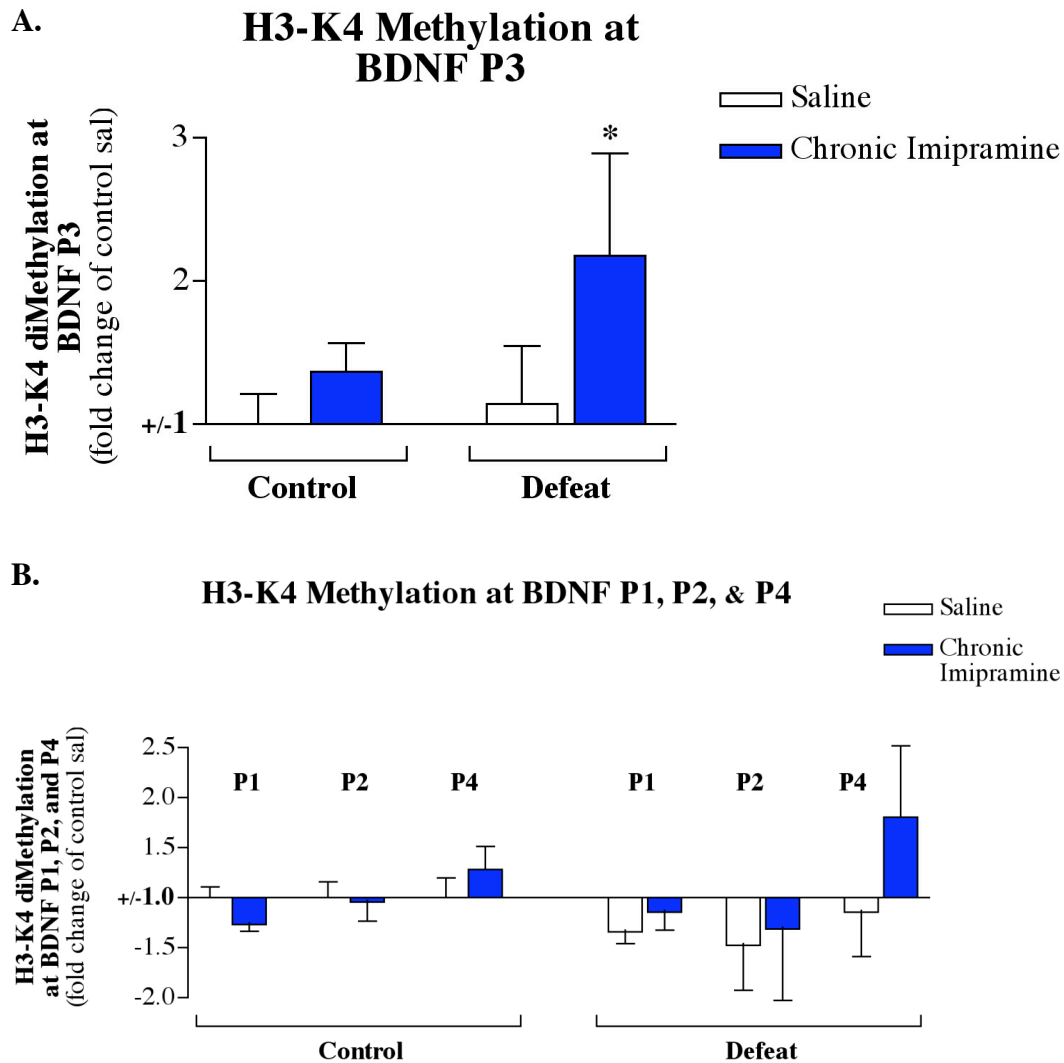 A.
H3-K4 Methylation at
BDNF P3
Saline
Chronic Imipramine
H3-K4 diMethylation at
BDNF P3
(fold change of control sal)
3
2
+/-1
*
Control
Defeat
B.
H3-K4 Methylation at BDNF P1, P2, & P4
Saline
Chronic
Imipramine
H3-K4 diMethylation
at BDNF P1, P2, and P4
(fold change of control sal)
2.5
2.0
1.5
+/-1.0
-1.5
-2.0
P1 P2 P4 P1 P2 P4
Control
Defeat